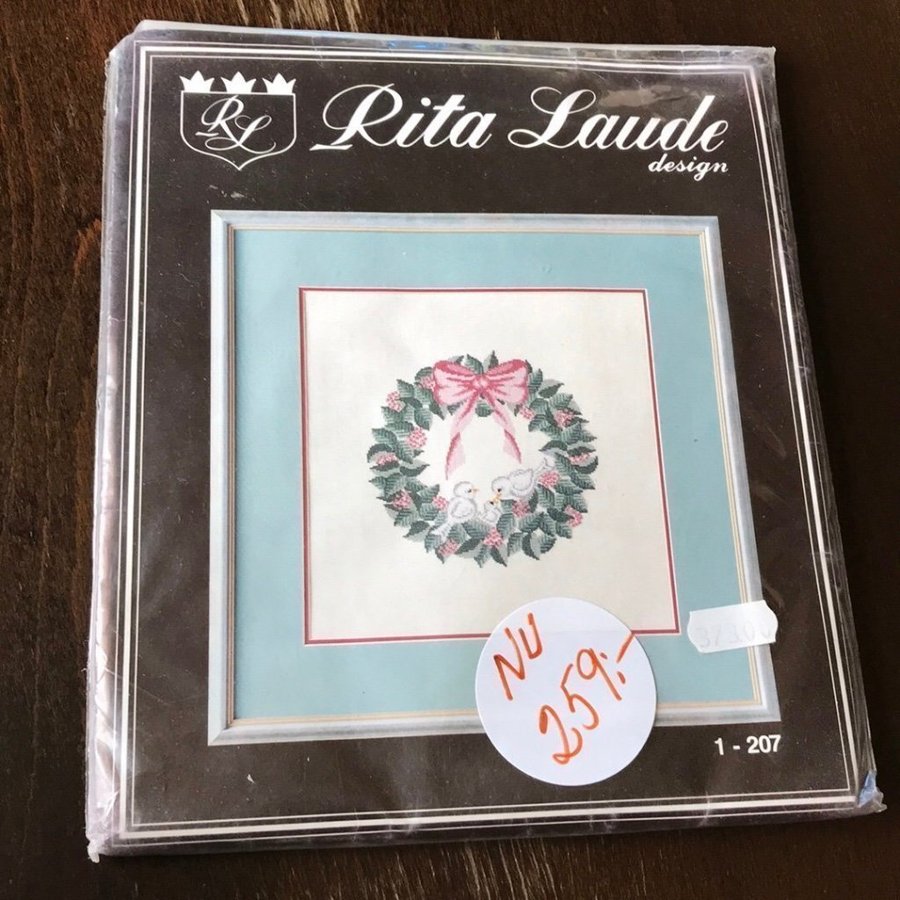 RL
Rita Laude
design
NU
259:-
1 - 207